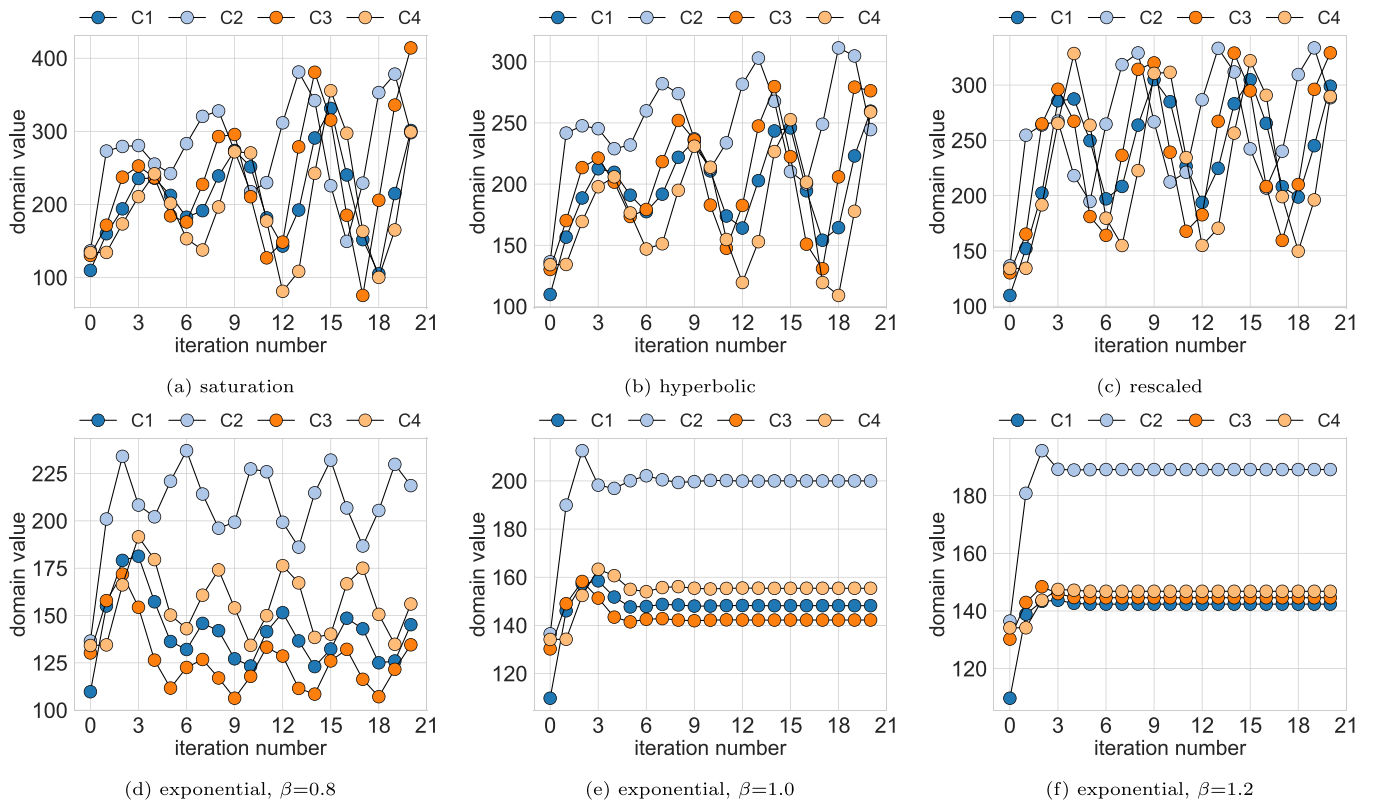 C1 C2 C3 C4
domain value
400
300
200
100
0 3 6 9 12 15 18 21
iteration number
(a) saturation
C1 C2 C3 C4
domain value
300
250
200
150
100
0 3 6 9 12 15 18 21
iteration number
(b) hyperbolic
C1 C2 C3 C4
domain value
300
250
200
150
100
0 3 6 9 12 15 18 21
iteration number
(c) rescaled
C1 C2 C3 C4
domain value
225
200
175
150
125
100
0 3 6 9 12 15 18 21
iteration number
(d) exponential, β=0.8
C1 C2 C3 C4
domain value
200
180
160
140
120
0 3 6 9 12 15 18 21
iteration number
(e) exponential, β=1.0
C1 C2 C3 C4
domain value
180
160
140
120
0 3 6 9 12 15 18 21
iteration number
(f) exponential, β=1.2